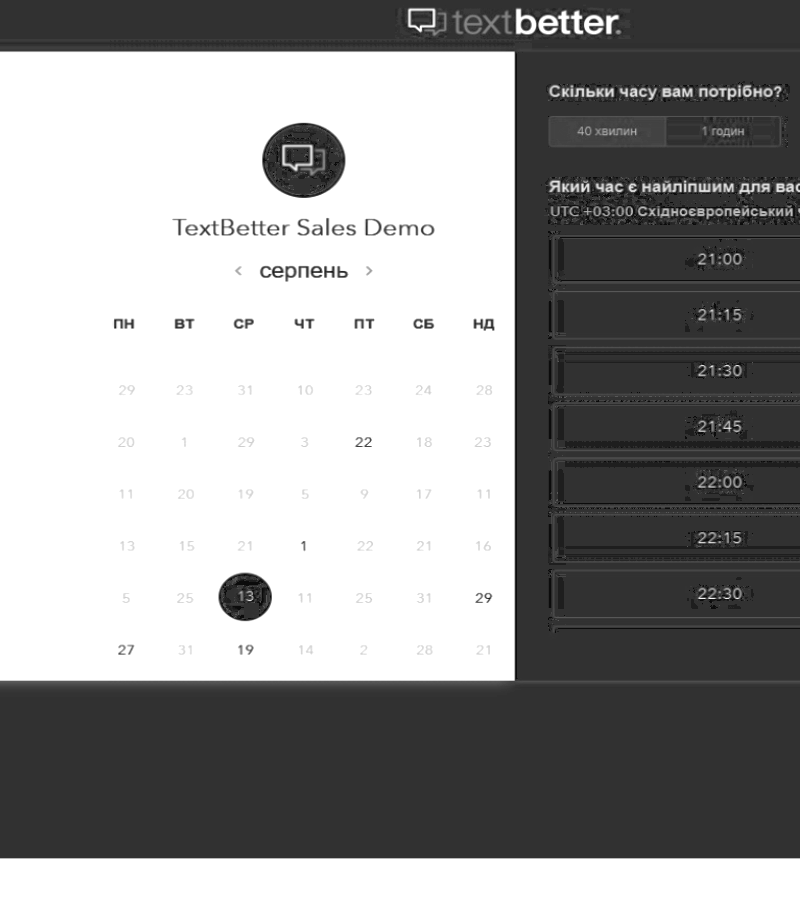 textbetter.
Скільки часу вам потрібно?
40 хвилин 1 годин
Який час є найліпшим для вас
UTC +03:00 Східноєвропейський
TextBetter Sales Demo
‹ серпень ›
ПН ВТ СР ЧТ ПТ СБ НД
29 23 31 10 23 24 28
20 1 29 3 22 18 23
11 20 19 5 9 17 11
13 15 21 1 22 21 16
5 25 13 11 25 31 29
27 31 19 14 2 28 21
21:00
21:15
21:30
21:45
22:00
22:15
22:30